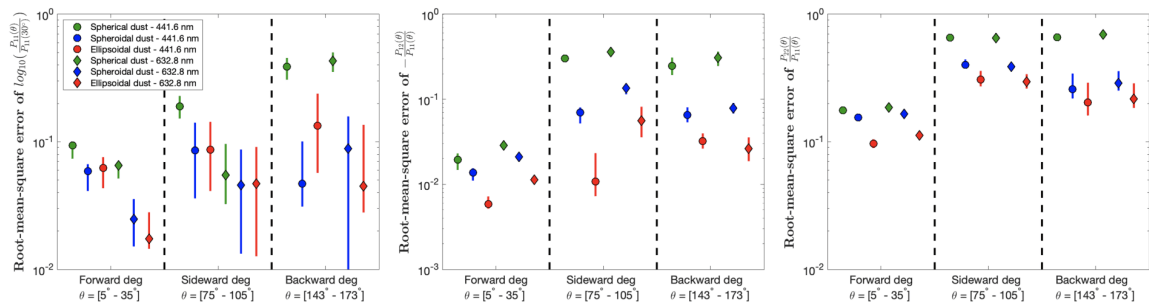 Root-mean-square error of log₁₀(P₁₁(θ)/P₁₁(30°))
10⁰
10⁻¹
10⁻²
Spherical dust - 441.6 nm
Spheroidal dust - 441.6 nm
Ellipsoidal dust - 441.6 nm
Spherical dust - 632.8 nm
Spheroidal dust - 632.8 nm
Ellipsoidal dust - 632.8 nm
Forward deg
θ = [5° - 35°]
Sideward deg
θ = [75° - 105°]
Backward deg
θ = [143° - 173°]
Root-mean-square error of −P₁₂(θ)/P₁₁(θ)
10⁰
10⁻¹
10⁻²
10⁻³
Forward deg
θ = [5° - 35°]
Sideward deg
θ = [75° - 105°]
Backward deg
θ = [143° - 173°]
Root-mean-square error of P₂₂(θ)/P₁₁(θ)
10⁰
10⁻¹
10⁻²
Forward deg
θ = [5° - 35°]
Sideward deg
θ = [75° - 105°]
Backward deg
θ = [143° - 173°]